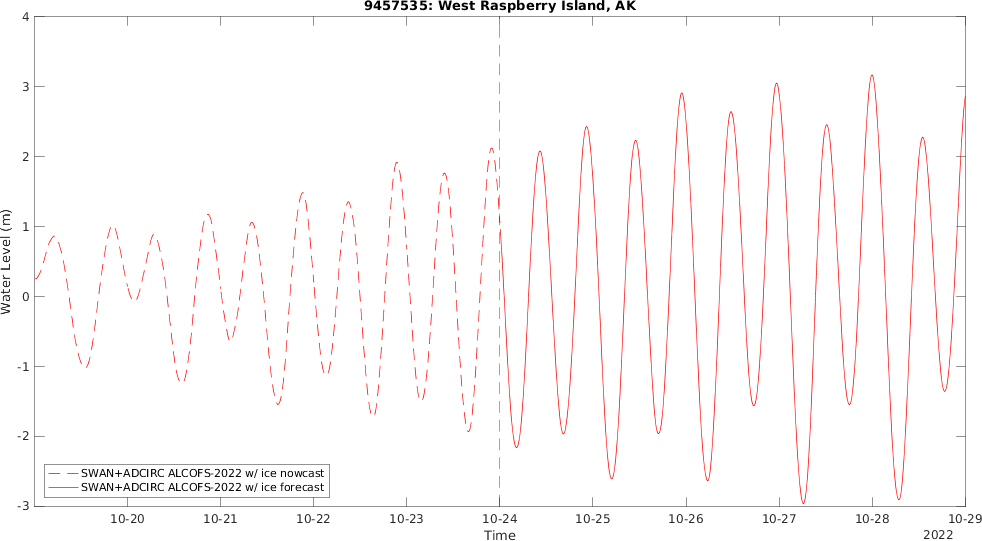 9457535: West Raspberry Island, AK
4
3
2
1
0
-1
-2
-3
Water Level (m)
SWAN+ADCIRC ALCOFS-2022 w/ ice nowcast
SWAN+ADCIRC ALCOFS-2022 w/ ice forecast
10-20 10-21 10-22 10-23 10-24 10-25 10-26 10-27 10-28 10-29
Time
2022